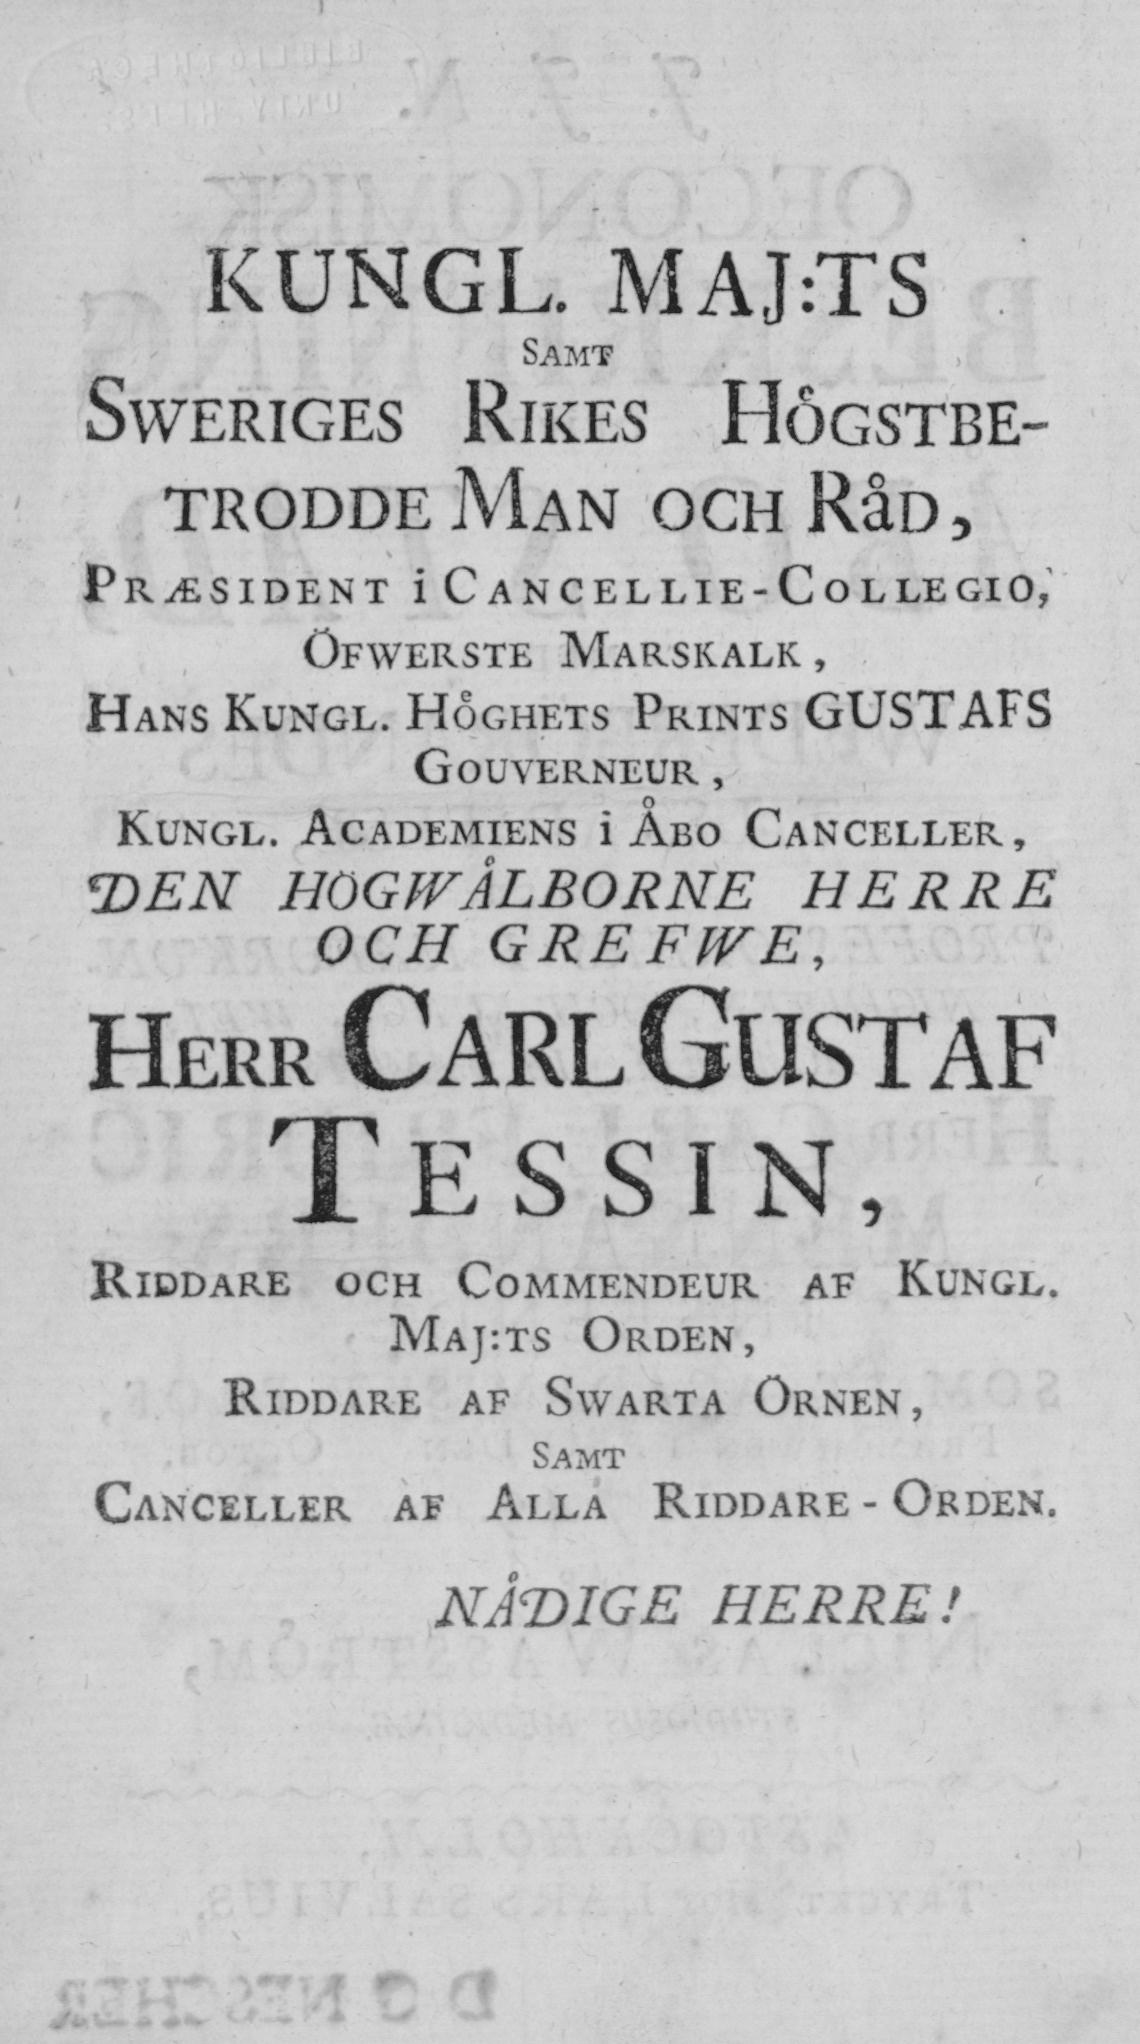 KUNGL. MAJ:TS
SAMT
SWERIGES RIKES HÖGSTBE-
TRODDE MAN OCH RåD,
PRÆSIDENT i CANCELLIE-COLLEGIO,
ÖFWERSTE MARSKALK,
HANS KUNGL. HÖGHETS PRINTS GUSTAFS
GOUVERNEUR,
KUNGL. ACADEMIENS i ÅBO CANCELLER,
DEN HÖGWÅLBORNE HERRE
OCH GREFWE,
HERR CARL GUSTAF
TESSIN,
RIDDARE OCH COMMENDEUR AF KUNGL.
MAJ:TS ORDEN,
RIDDARE AF SWARTA ÖRNEN,
SAMT
CANCELLER AF ALLA RIDDARE-ORDEN.
NÅDIGE HERRE!